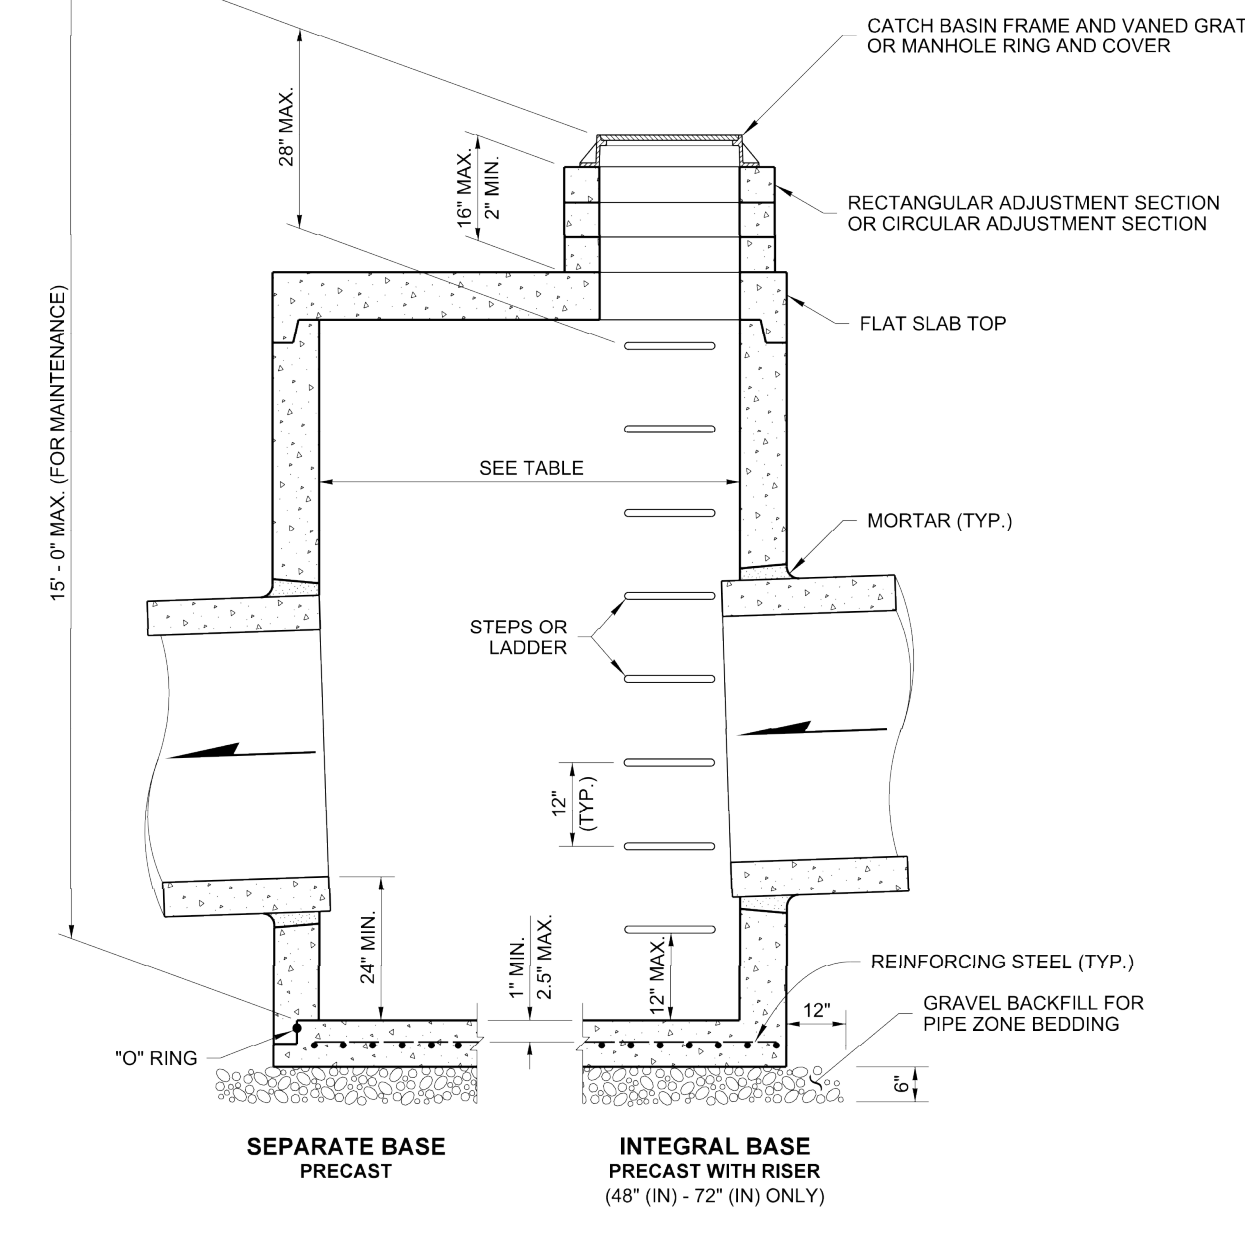 CATCH BASIN FRAME AND VANED GRAT
OR MANHOLE RING AND COVER
28" MAX.
16" MAX.
2" MIN.
RECTANGULAR ADJUSTMENT SECTION
OR CIRCULAR ADJUSTMENT SECTION
FLAT SLAB TOP
15' - 0" MAX. (FOR MAINTENANCE)
SEE TABLE
MORTAR (TYP.)
STEPS OR
LADDER
12"
(TYP.)
24" MIN.
1" MIN.
2.5" MAX.
12" MAX.
REINFORCING STEEL (TYP.)
12"
GRAVEL BACKFILL FOR
PIPE ZONE BEDDING
"O" RING
6"
SEPARATE BASE
PRECAST
INTEGRAL BASE
PRECAST WITH RISER
(48" (IN) - 72" (IN) ONLY)